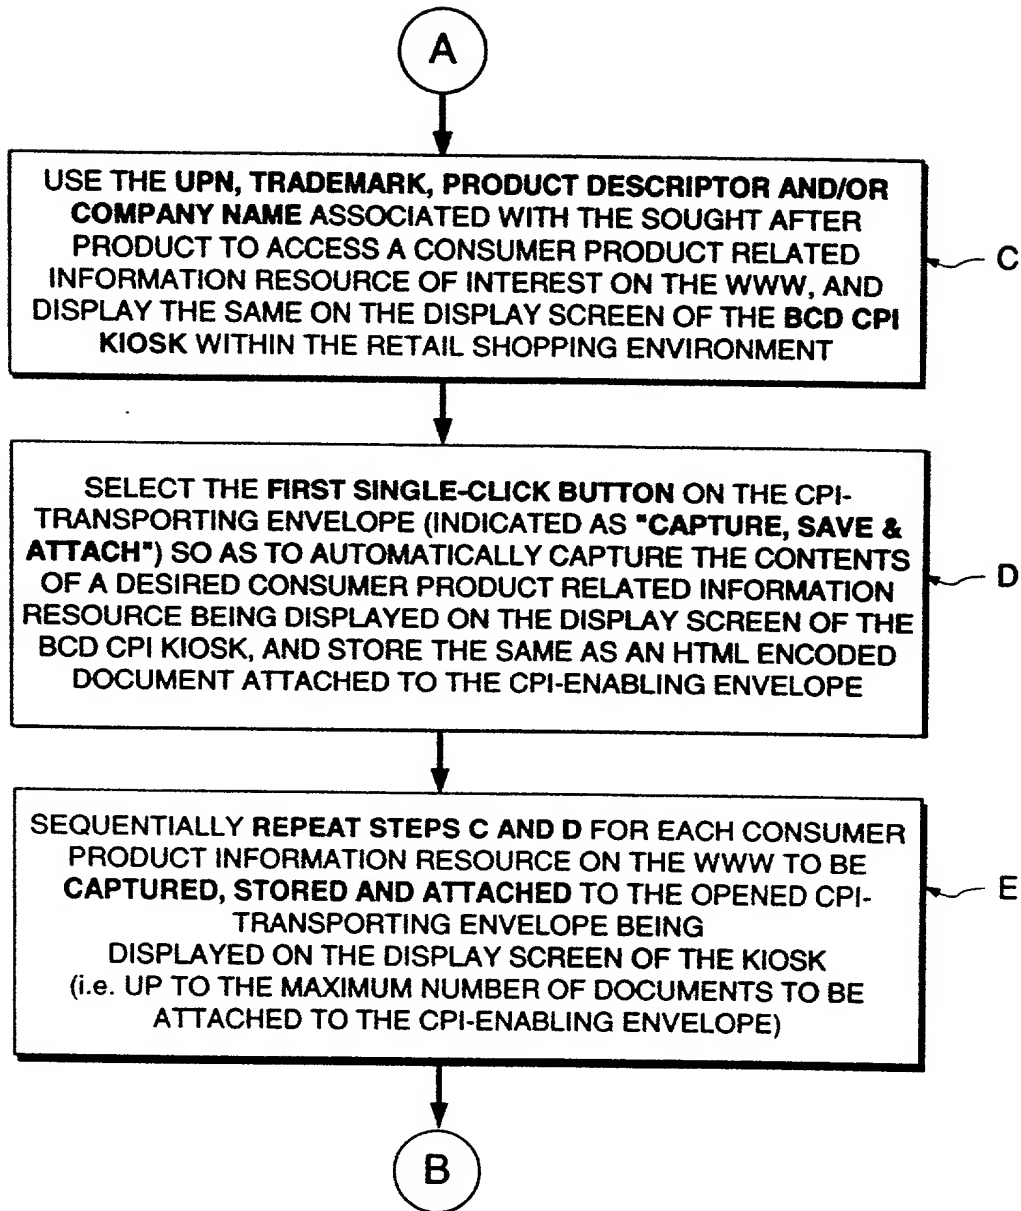 A
USE THE UPN, TRADEMARK, PRODUCT DESCRIPTOR AND/OR
COMPANY NAME ASSOCIATED WITH THE SOUGHT AFTER
PRODUCT TO ACCESS A CONSUMER PRODUCT RELATED
INFORMATION RESOURCE OF INTEREST ON THE WWW, AND
DISPLAY THE SAME ON THE DISPLAY SCREEN OF THE BCD CPI
KIOSK WITHIN THE RETAIL SHOPPING ENVIRONMENT
C
SELECT THE FIRST SINGLE-CLICK BUTTON ON THE CPI-
TRANSPORTING ENVELOPE (INDICATED AS "CAPTURE, SAVE &
ATTACH") SO AS TO AUTOMATICALLY CAPTURE THE CONTENTS
OF A DESIRED CONSUMER PRODUCT RELATED INFORMATION
RESOURCE BEING DISPLAYED ON THE DISPLAY SCREEN OF THE
BCD CPI KIOSK, AND STORE THE SAME AS AN HTML ENCODED
DOCUMENT ATTACHED TO THE CPI-ENABLING ENVELOPE
D
SEQUENTIALLY REPEAT STEPS C AND D FOR EACH CONSUMER
PRODUCT INFORMATION RESOURCE ON THE WWW TO BE
CAPTURED, STORED AND ATTACHED TO THE OPENED CPI-
TRANSPORTING ENVELOPE BEING
DISPLAYED ON THE DISPLAY SCREEN OF THE KIOSK
(i.e. UP TO THE MAXIMUM NUMBER OF DOCUMENTS TO BE
ATTACHED TO THE CPI-ENABLING ENVELOPE)
E
B